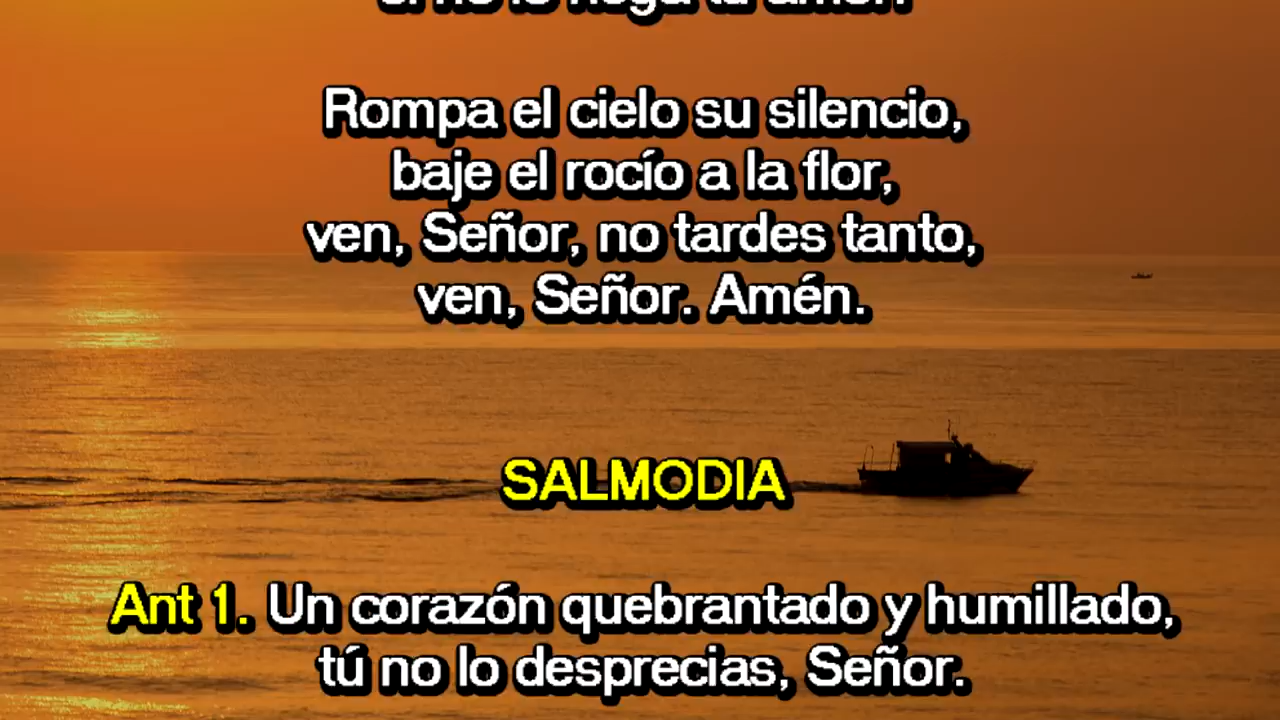 Rompa el cielo su silencio,
baje el rocío a la flor,
ven, Señor, no tardes tanto,
ven, Señor. Amén.
SALMODIA
Ant 1. Un corazón quebrantado y humillado,
tú no lo desprecias, Señor.